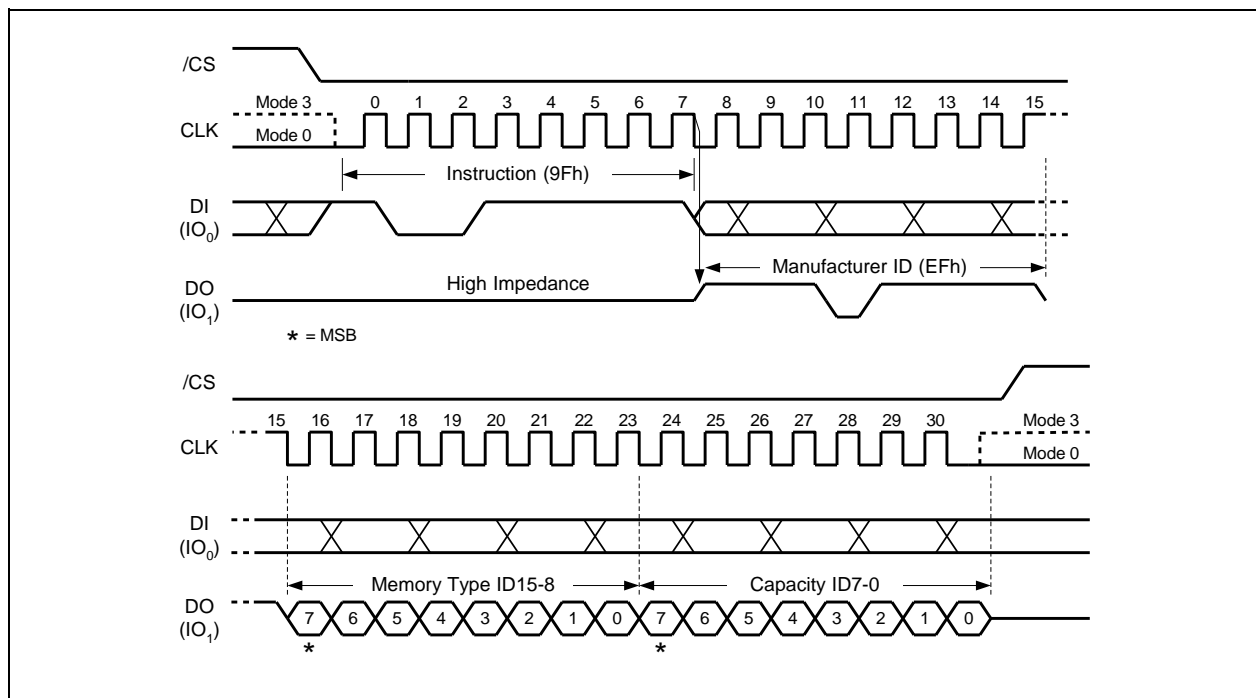 /CS
Mode 3 0 1 2 3 4 5 6 7 8 9 10 11 12 13 14 15
CLK
Mode 0
Instruction (9Fh)
DI
(IO0)
Manufacturer ID (EFh)
High Impedance
DO
(IO1)
* = MSB
/CS
15 16 17 18 19 20 21 22 23 24 25 26 27 28 29 30 Mode 3
CLK
Mode 0
DI
(IO0)
Memory Type ID15-8 Capacity ID7-0
DO
(IO1)
7 6 5 4 3 2 1 0 7 6 5 4 3 2 1 0
* *